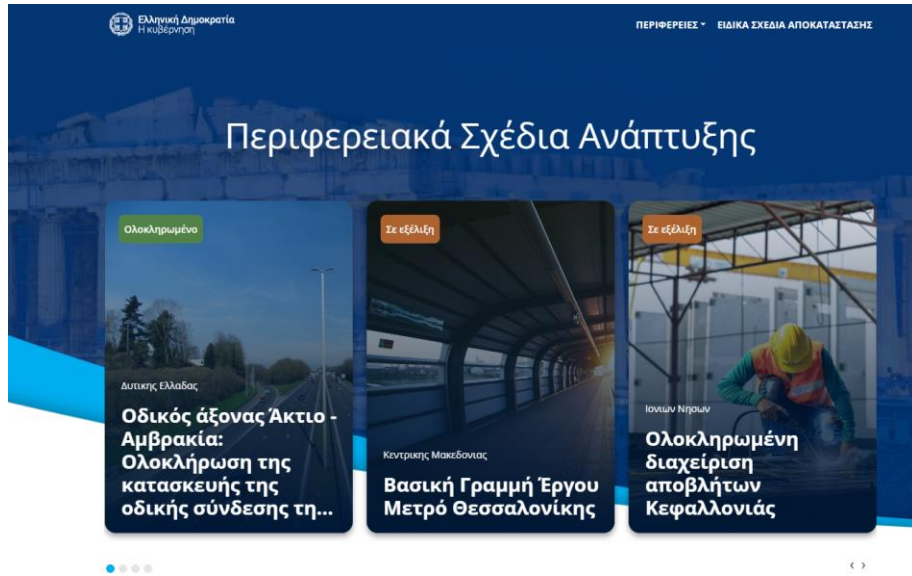 Ελληνική Δημοκρατία
Η κυβέρνηση
ΠΕΡΙΦΕΡΕΙΕΣ ΕΙΔΙΚΑ ΣΧΕΔΙΑ ΑΠΟΚΑΤΑΣΤΑΣΗΣ
Περιφερειακά Σχέδια Ανάπτυξης
Ολοκληρωμένο
Δυτικης Ελλαδας
Οδικός άξονας Άκτιο -
Αμβρακία:
Ολοκλήρωση της
κατασκευής της
οδικής σύνδεσης τη...
Σε εξέλιξη
Κεντρικης Μακεδονιας
Βασική Γραμμή Έργου
Μετρό Θεσσαλονίκης
Σε εξέλιξη
Ιονιων Νησων
Ολοκληρωμένη
διαχείριση
αποβλήτων
Κεφαλλονιάς